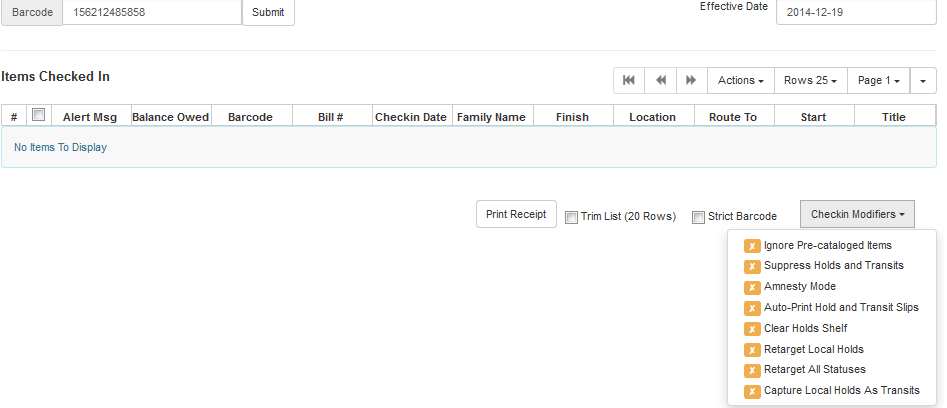 Barcode 156212485858 Submit Effective Date 2014-12-19
Items Checked In
Actions Rows 25 Page 1
# Alert Msg Balance Owed Barcode Bill # Checkin Date Family Name Finish Location Route To Start Title
No Items To Display
Print Receipt Trim List (20 Rows) Strict Barcode Checkin Modifiers
✗ Ignore Pre-cataloged Items
✗ Suppress Holds and Transits
✗ Amnesty Mode
✗ Auto-Print Hold and Transit Slips
✗ Clear Holds Shelf
✗ Retarget Local Holds
✗ Retarget All Statuses
✗ Capture Local Holds As Transits